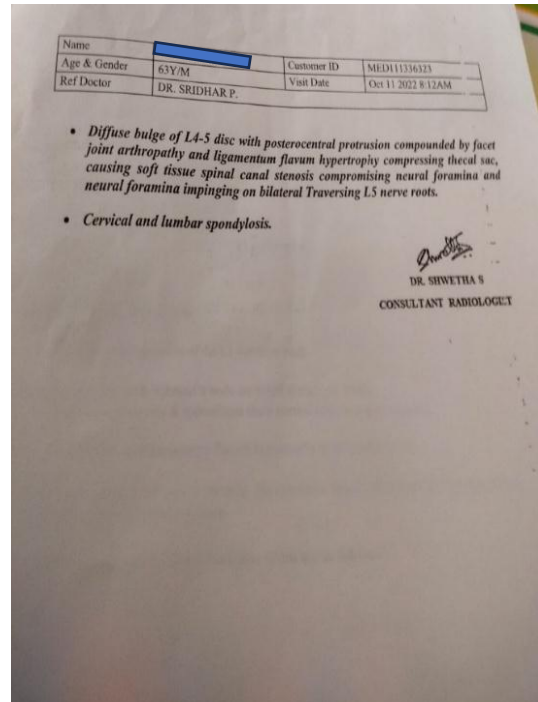 Name
Age & Gender 63Y/M Customer ID MED111336323
Ref Doctor DR. SRIDHAR P. Visit Date Oct 11 2022 8:12AM
• Diffuse bulge of L4-5 disc with posterocentral protrusion compounded by facet
joint arthropathy and ligamentum flavum hypertrophy compressing thecal sac,
causing soft tissue spinal canal stenosis compromising neural foramina and
neural foramina impinging on bilateral Traversing L5 nerve roots.
• Cervical and lumbar spondylosis.
DR. SHWETHA S
CONSULTANT RADIOLOGIST